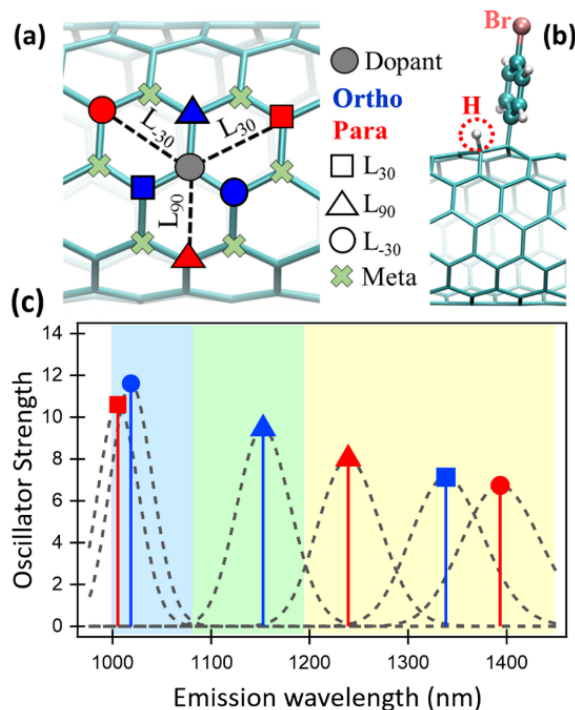 (a)
L-30
L30
L90
Dopant
Ortho
Para
L30
L90
L-30
Meta
(b)
Br
H
(c)
14
12
10
8
6
4
2
0
Oscillator Strength
1000 1100 1200 1300 1400
Emission wavelength (nm)